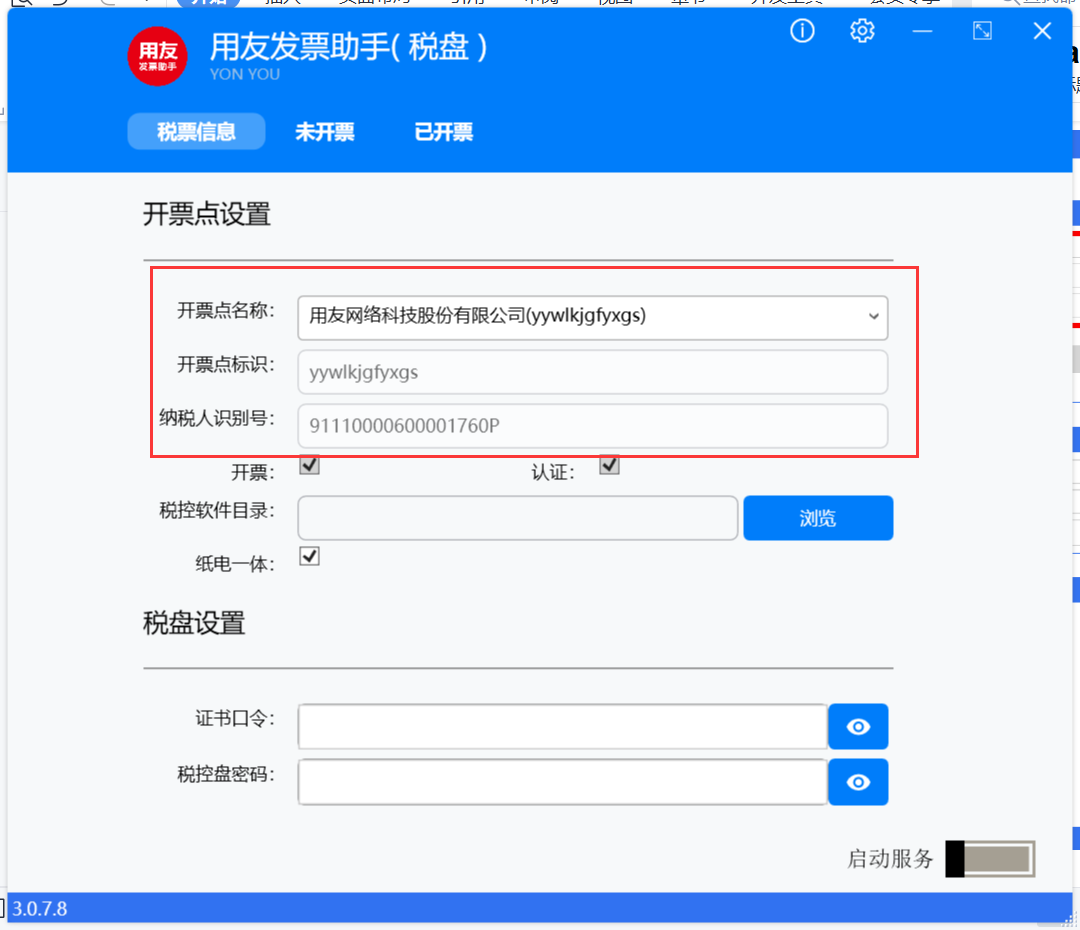 用友
发票助手
用友发票助手( 税盘 )
YON YOU
税票信息 未开票 已开票
开票点设置
开票点名称: 用友网络科技股份有限公司(yywlkjgfyxgs)
开票点标识: yywlkjgfyxgs
纳税人识别号: 91110000600001760P
开票: 认证:
税控软件目录: 浏览
纸电一体:
税盘设置
证书口令:
税控盘密码:
启动服务
3.0.7.8